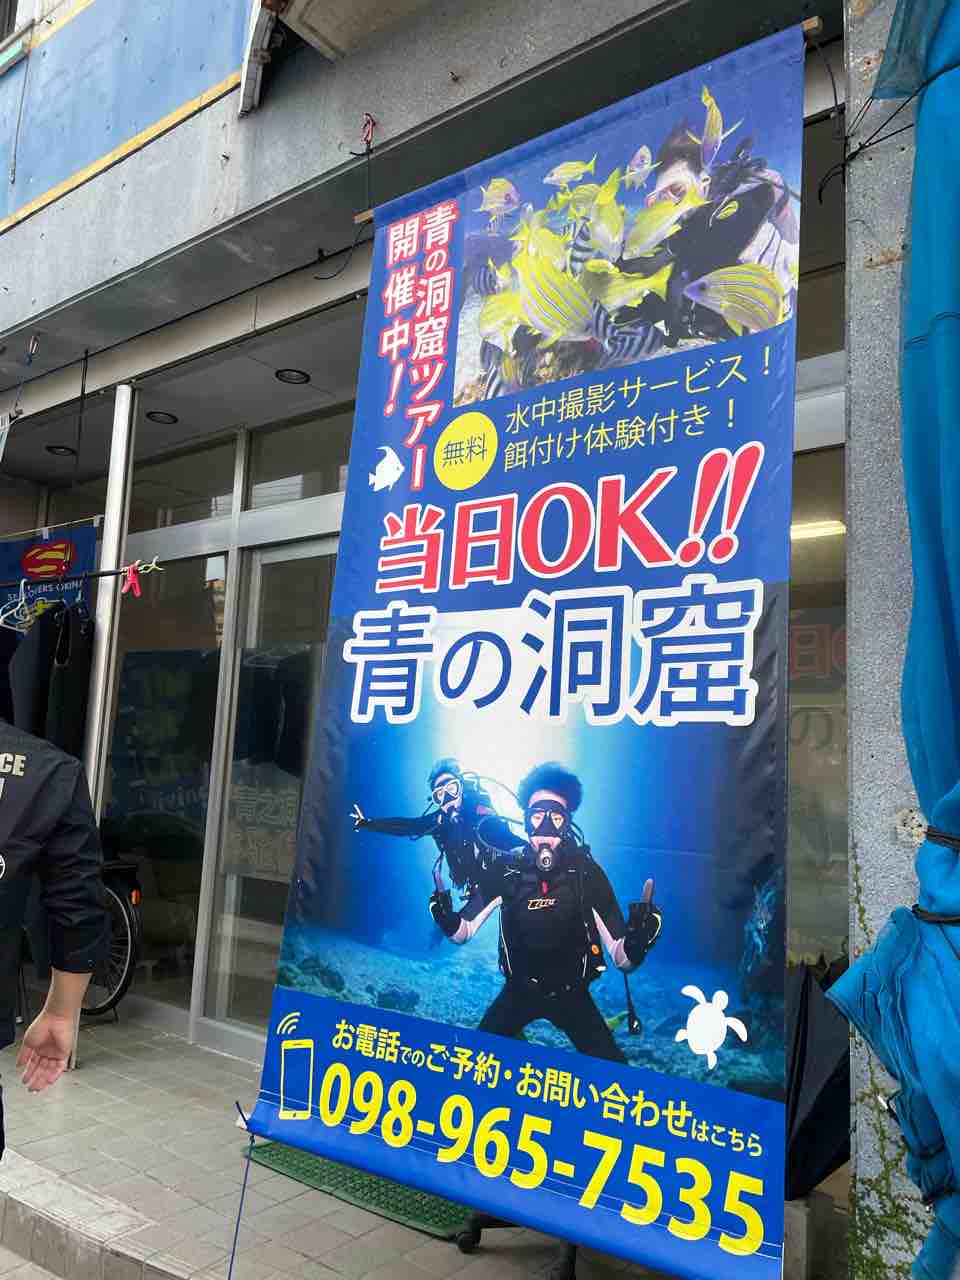 青の洞窟ツアー
開催中！
無料
水中撮影サービス！
餌付け体験付き！
当日OK!!
青の洞窟
お電話でのご予約・お問い合わせはこちら
098-965-7535
CE